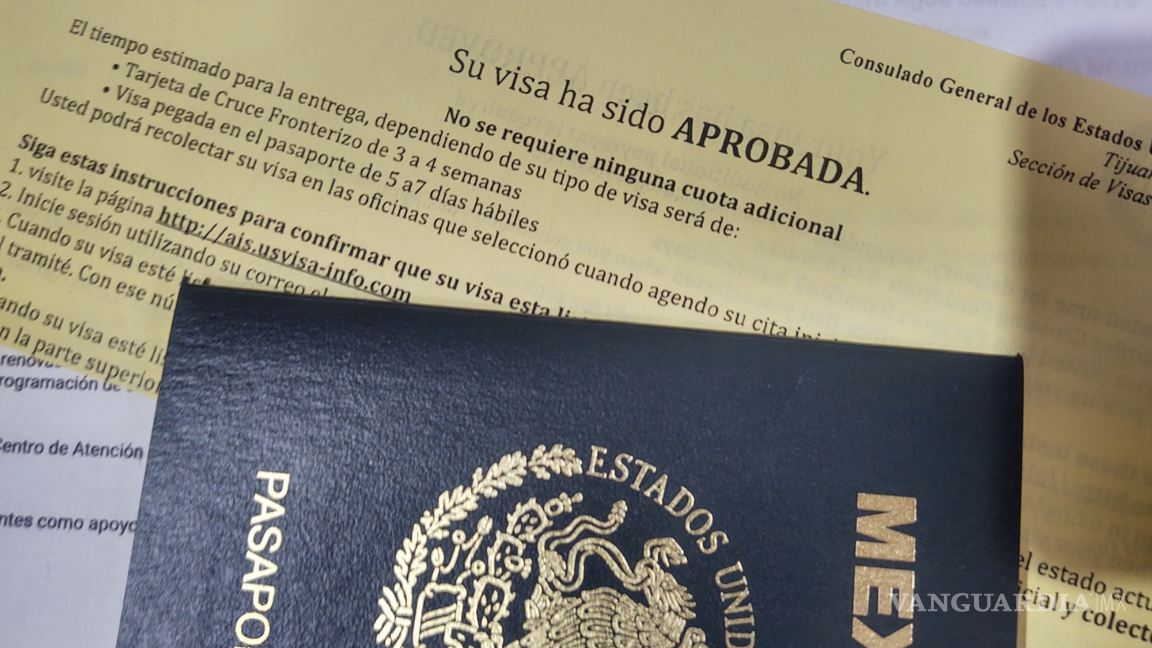 Consulado General de los Estados
Tijua
Sección de Visas
Su visa ha sido APROBADA.
No se requiere ninguna cuota adicional
El tiempo estimado para la entrega, dependiendo de su tipo de visa será de:
• Tarjeta de Cruce Fronterizo de 3 a 4 semanas
• Visa pegada en el pasaporte de 5 a7 días hábiles
Usted podrá recolectar su visa en las oficinas que seleccionó cuando agendo su cita
Siga estas instrucciones para confirmar que su visa esta
1. visite la página http://ais.usvisa-info.com
2. Inicie sesión utilizando su correo
Cuando su visa esté
tramité. Con ese
ando su visa esté
n la parte superior
rogramación
entro de Atención
ntes como apoyo
el estado
y colect
PASAPO
ESTADOS UNID
MEX
VANGUARDIA MX